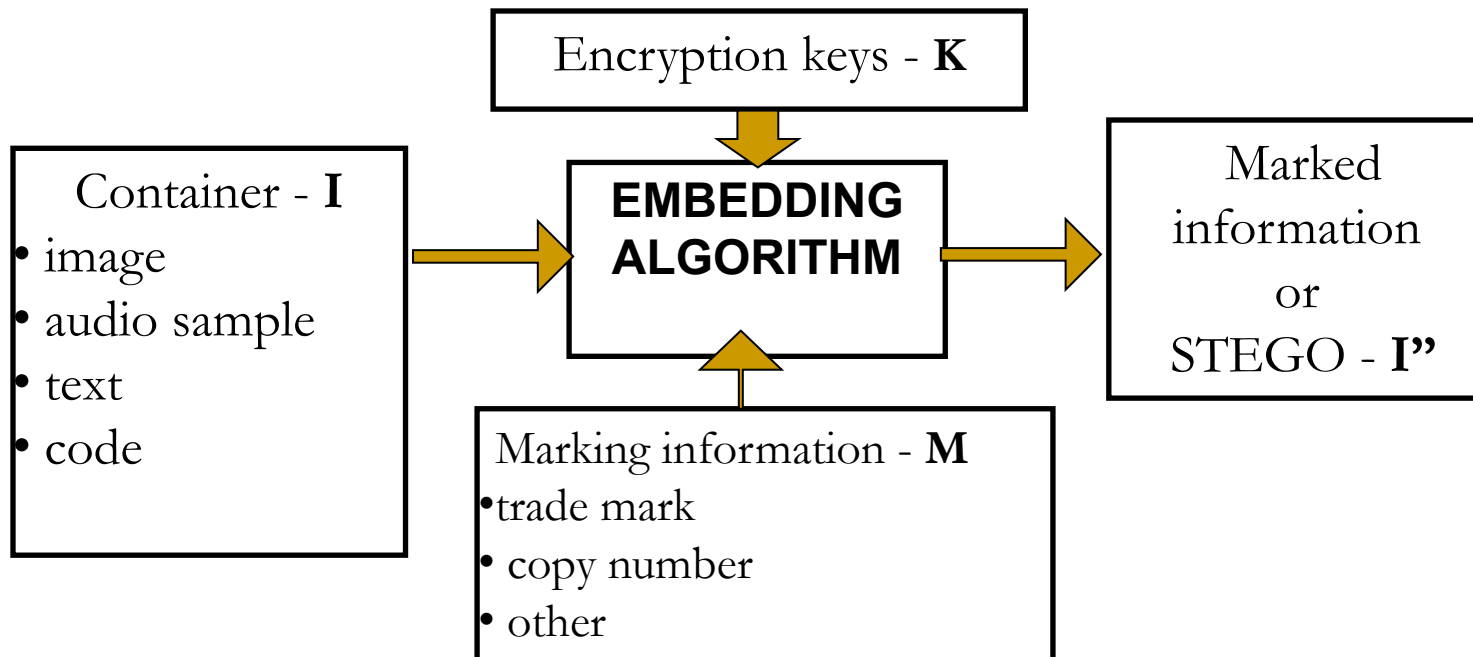 Encryption keys - K
Container - I
• image
• audio sample
• text
• code
EMBEDDING
ALGORITHM
Marked
information
or
STEGO - I”
Marking information - M
•trade mark
• copy number
• other